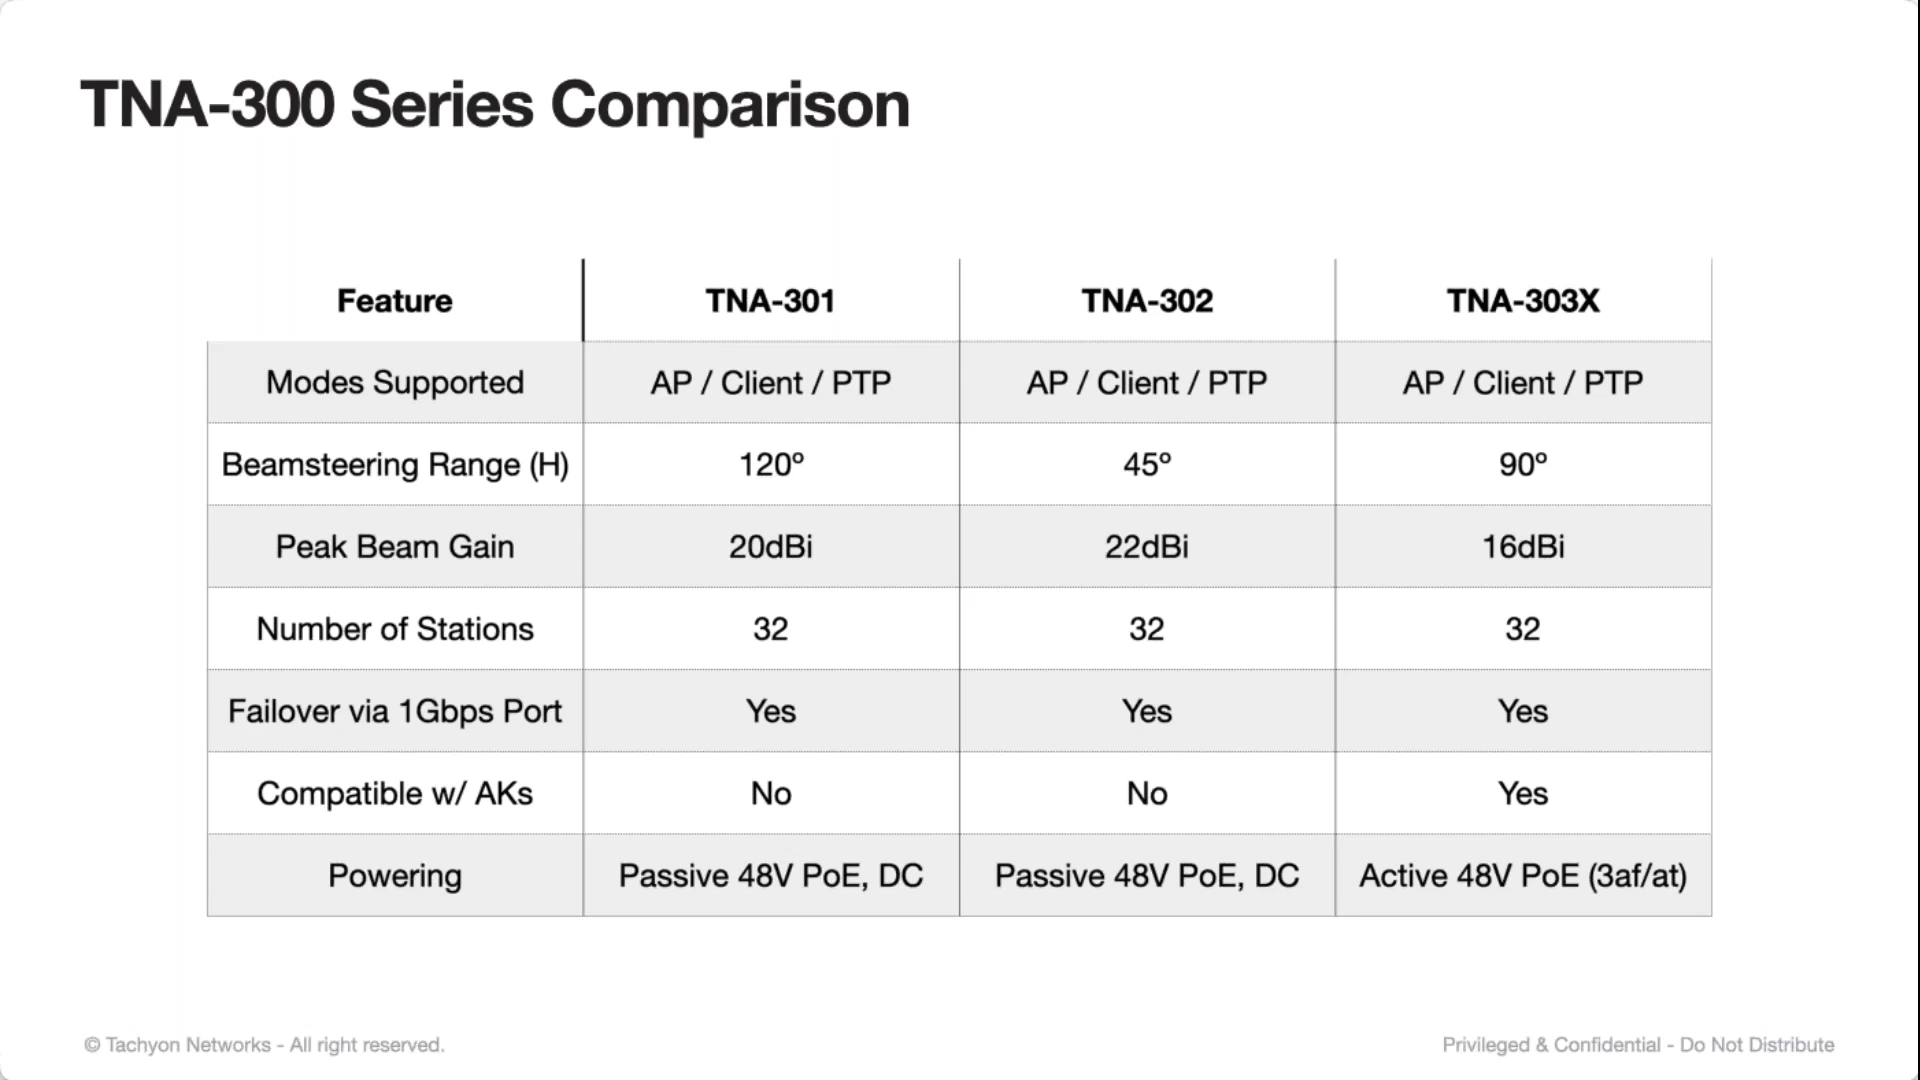 TNA-300 Series Comparison
Feature TNA-301 TNA-302 TNA-303X
Modes Supported AP / Client / PTP AP / Client / PTP AP / Client / PTP
Beamsteering Range (H) 120º 45º 90º
Peak Beam Gain 20dBi 22dBi 16dBi
Number of Stations 32 32 32
Failover via 1Gbps Port Yes Yes Yes
Compatible w/ AKs No No Yes
Powering Passive 48V PoE, DC Passive 48V PoE, DC Active 48V PoE (3af/at)
© Tachyon Networks - All right reserved. Privileged & Confidential - Do Not Distribute